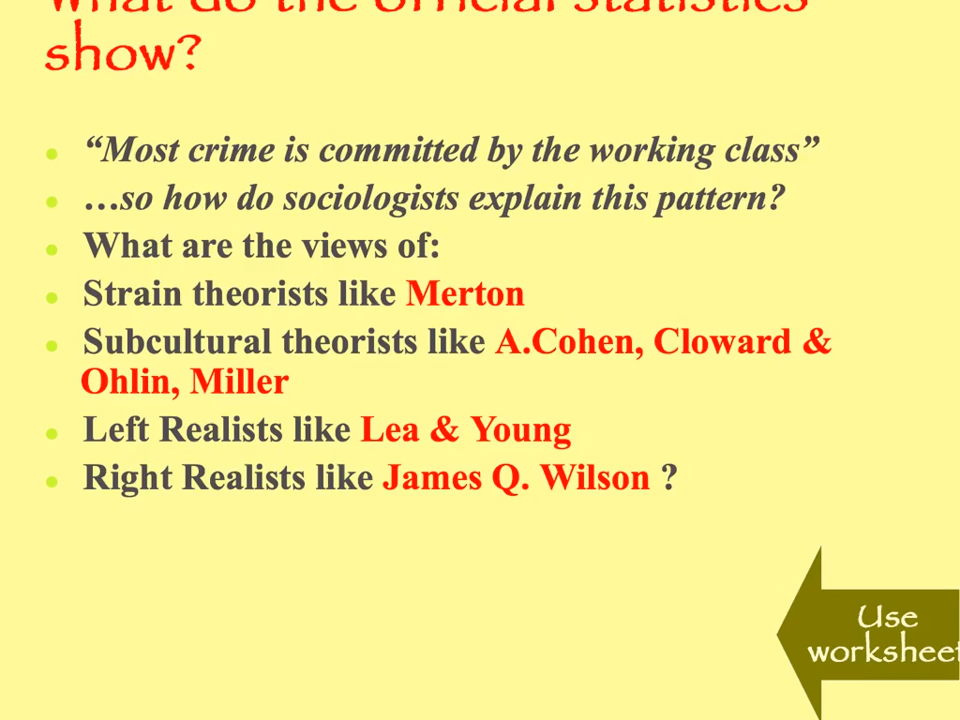 What do the official statistics
show?
“Most crime is committed by the working class”
…so how do sociologists explain this pattern?
What are the views of:
Strain theorists like Merton
Subcultural theorists like A.Cohen, Cloward &
Ohlin, Miller
Left Realists like Lea & Young
Right Realists like James Q. Wilson ?
Use
worksheet